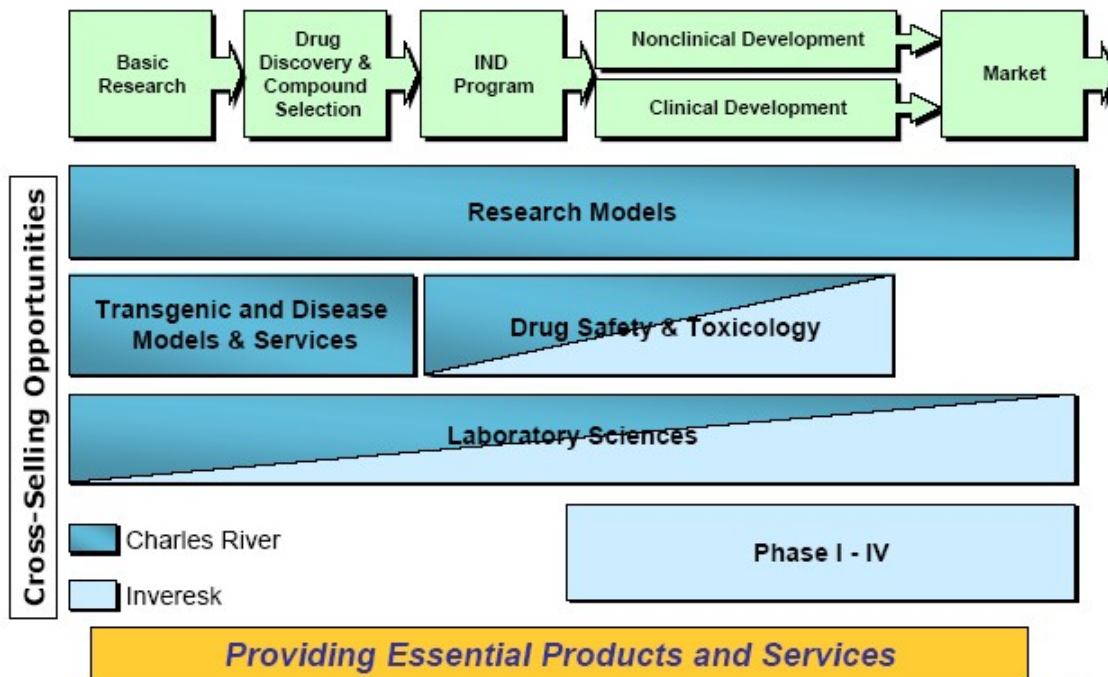 Basic
Research
Drug
Discovery &
Compound
Selection
IND
Program
Nonclinical Development
Clinical Development
Market
Cross-Selling Opportunities
Research Models
Transgenic and Disease
Models & Services
Drug Safety & Toxicology
Laboratory Sciences
Charles River
Phase I - IV
Inveresk
Providing Essential Products and Services